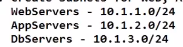 WebServers - 10.1.1.0/24
AppServers - 10.1.2.0/24
DbServers - 10.1.3.0/24